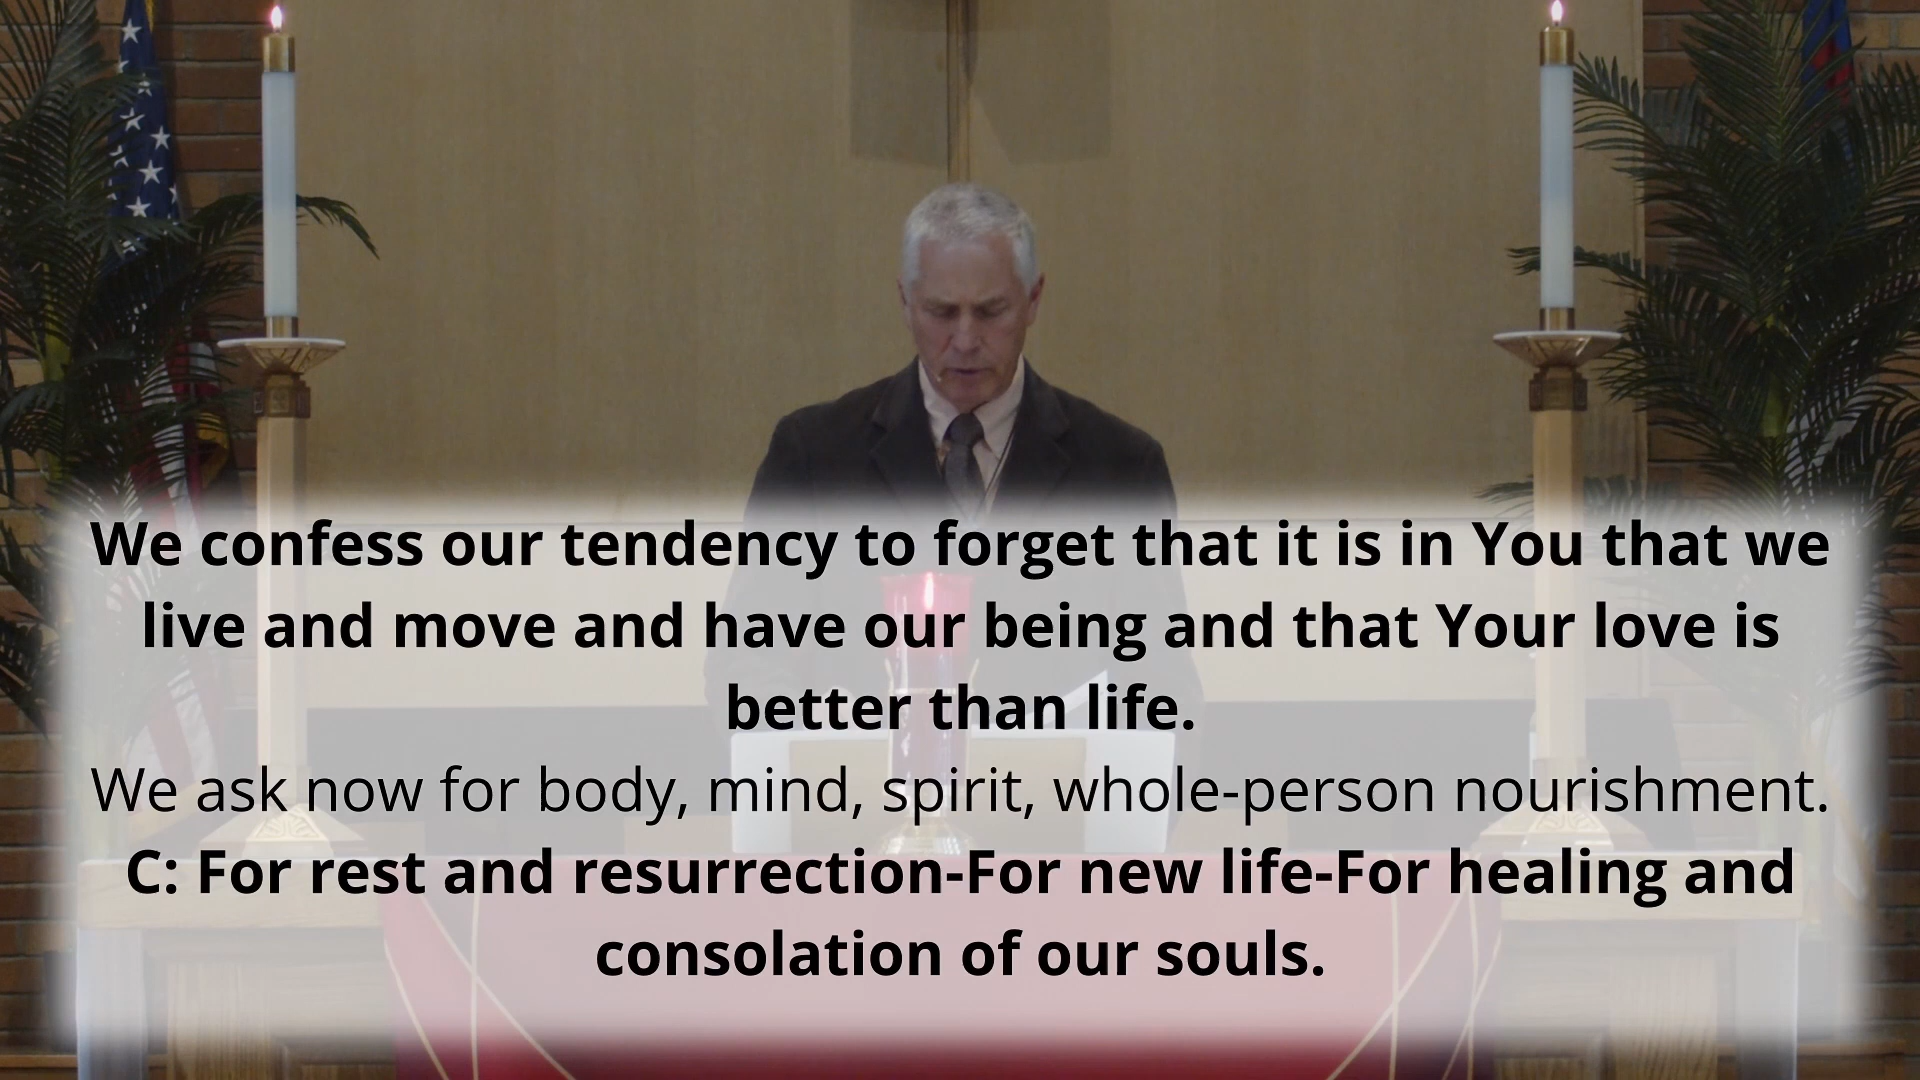 We confess our tendency to forget that it is in You that we
live and move and have our being and that Your love is
better than life.
We ask now for body, mind, spirit, whole-person nourishment.
C: For rest and resurrection-For new life-For healing and
consolation of our souls.